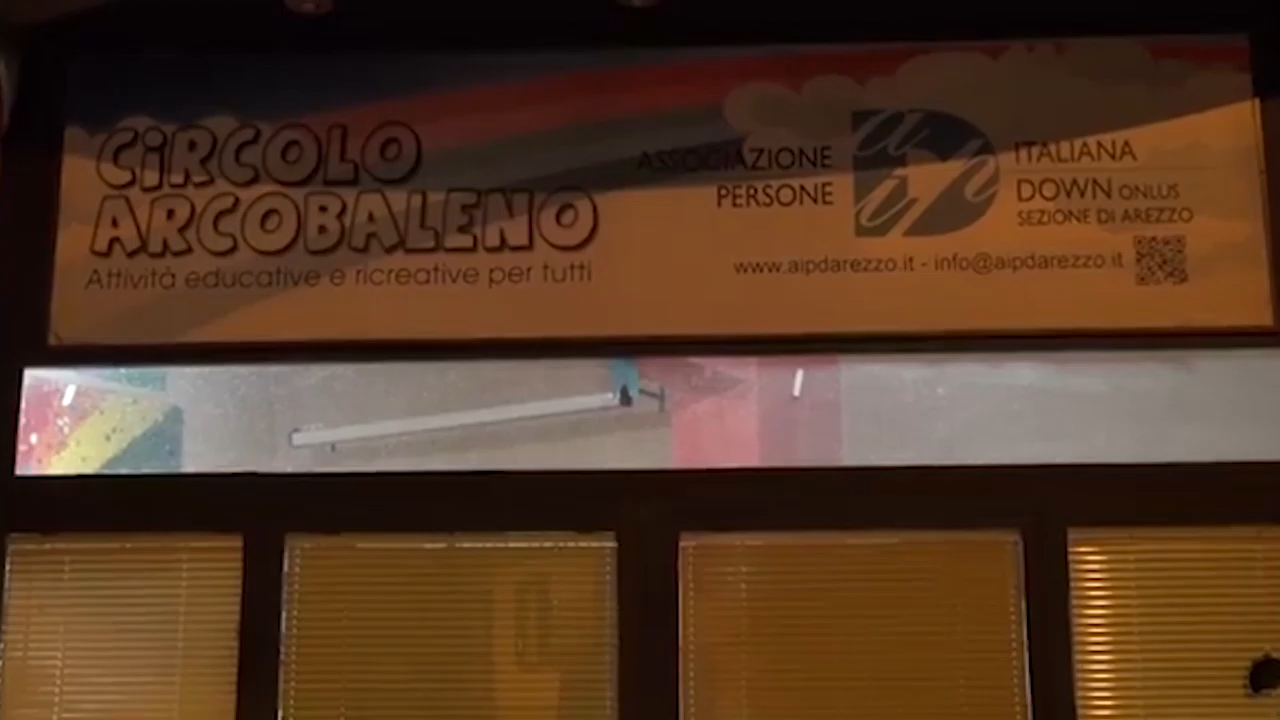 CiRCOLO
ARCOBALENO
Attività educative e ricreative per tutti
ASSOCIAZIONE
PERSONE
aipd
ITALIANA
DOWN ONLUS
SEZIONE DI AREZZO
www.aipdarezzo.it - info@aipdarezzo.it